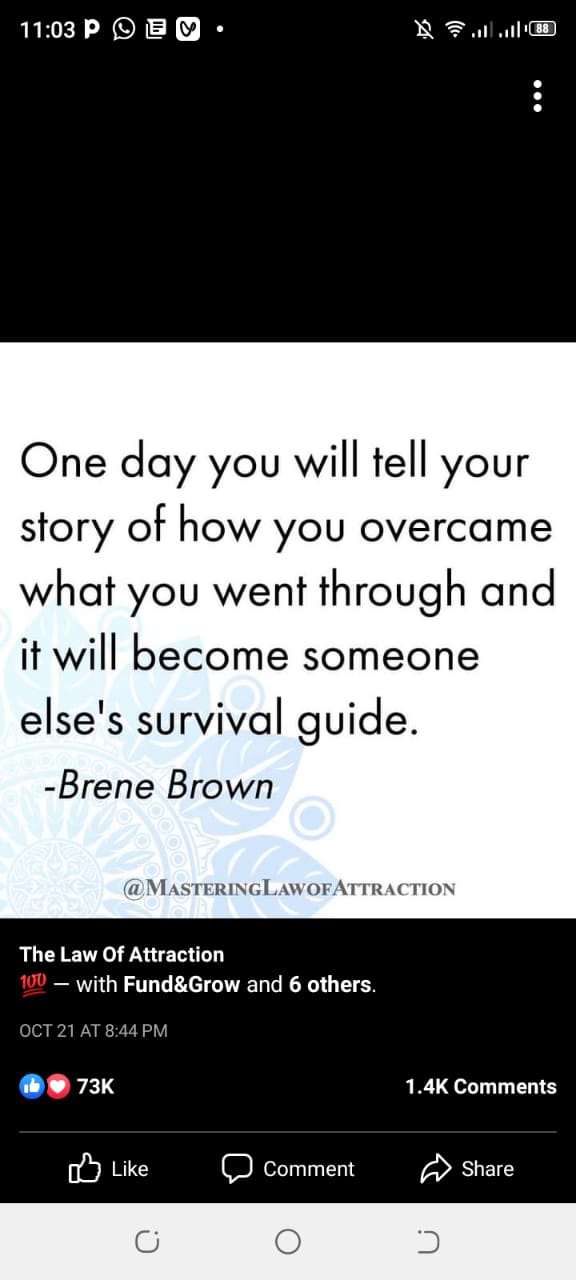 11:03
88
One day you will tell your
story of how you overcame
what you went through and
it will become someone
else's survival guide.
-Brene Brown
@MasteringLawofAttraction
The Law Of Attraction
💯 — with Fund&Grow and 6 others.
OCT 21 AT 8:44 PM
73K 1.4K Comments
Like Comment Share